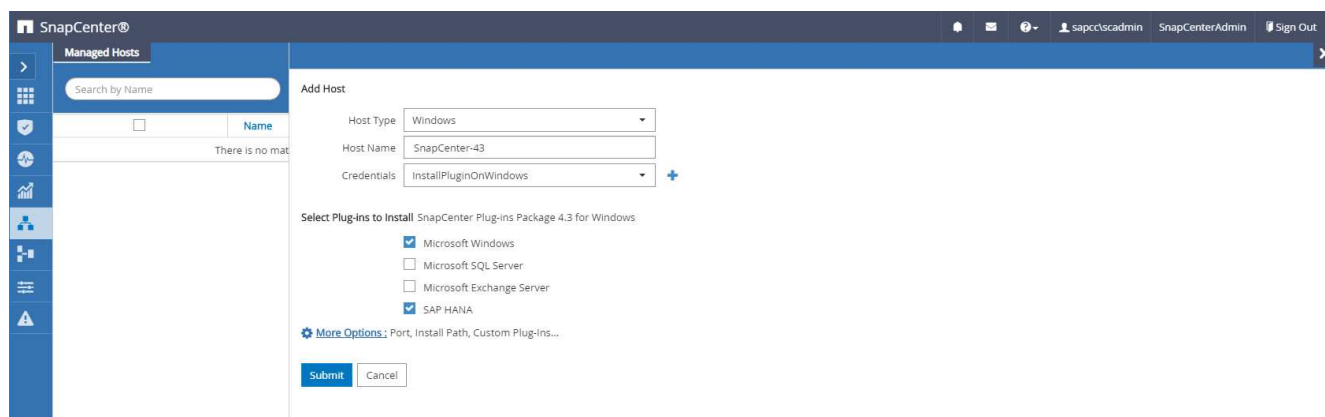 SnapCenter®
sapcc\scadmin SnapCenterAdmin Sign Out
Managed Hosts
Search by Name
Name
There is no mat
Add Host
Host Type Windows
Host Name SnapCenter-43
Credentials InstallPluginOnWindows
Select Plug-ins to Install SnapCenter Plug-ins Package 4.3 for Windows
Microsoft Windows
Microsoft SQL Server
Microsoft Exchange Server
SAP HANA
More Options : Port, Install Path, Custom Plug-Ins...
Submit Cancel